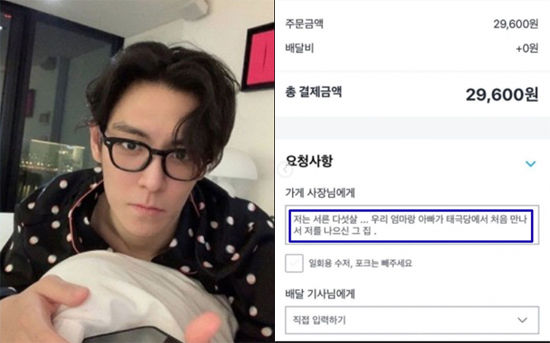 주문금액 29,600원
배달비 +0원
총 결제금액 29,600원
요청사항
가게 사장님에게
저는 서른 다섯살 ... 우리 엄마랑 아빠가 태극당에서 처음 만나
서 저를 나으신 그 집 .
일회용 수저, 포크는 빼주세요
배달 기사님에게
직접 입력하기